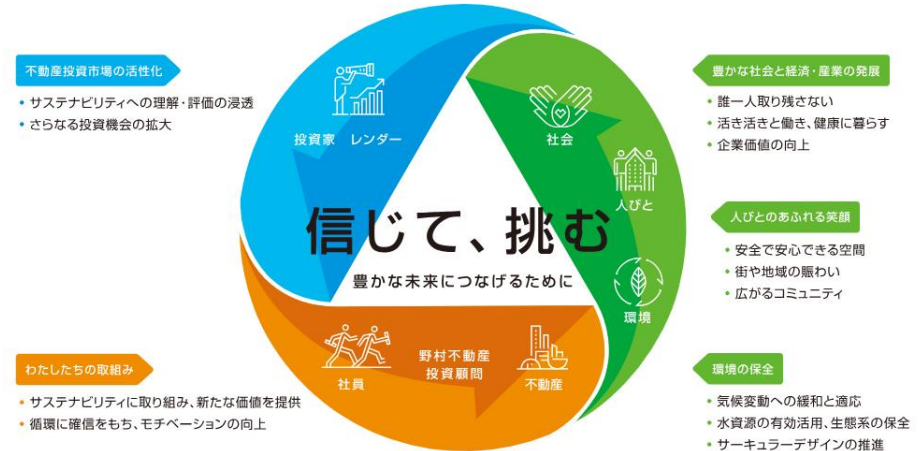 不動産投資市場の活性化
• サステナビリティへの理解・評価の浸透
• さらなる投資機会の拡大
投資家 レンダー
社会
人びと
環境
信じて、挑む
豊かな未来につなげるために
社員
野村不動産
投資顧問
不動産
豊かな社会と経済・産業の発展
• 誰一人取り残さない
• 活き活きと働き、健康に暮らす
• 企業価値の向上
人びとのあふれる笑顔
• 安全で安心できる空間
• 街や地域の賑わい
• 広がるコミュニティ
わたしたちの取組み
• サステナビリティに取り組み、新たな価値を提供
• 循環に確信をもち、モチベーションの向上
環境の保全
• 気候変動への緩和と適応
• 水資源の有効活用、生態系の保全
• サーキュラーデザインの推進